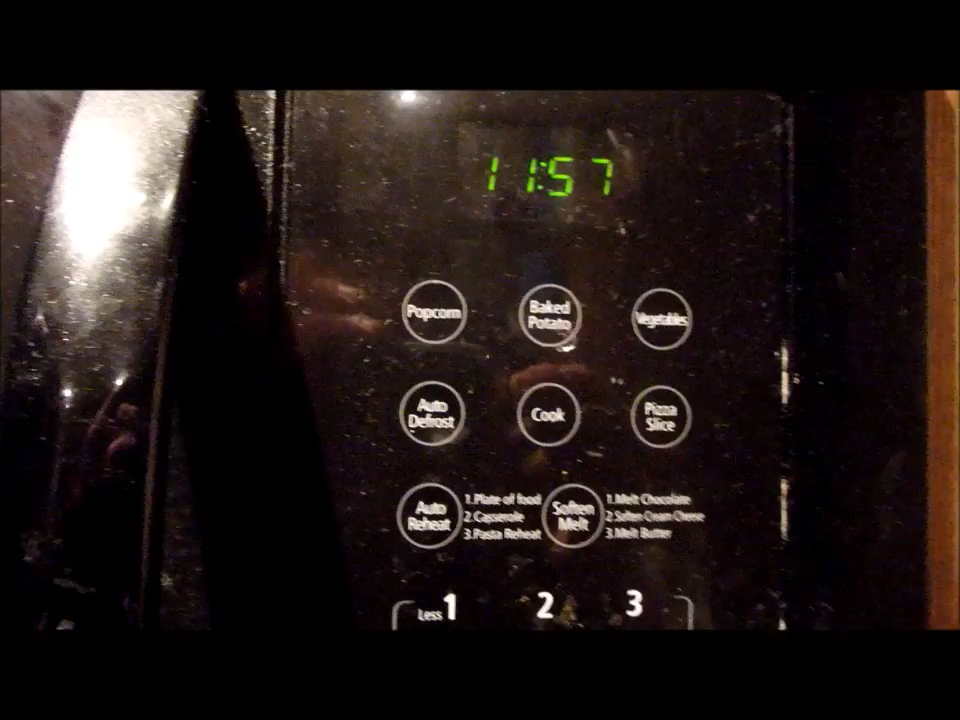 11:57
Popcorn
Baked
Potato
Vegetables
Auto
Defrost
Cook
Pizza
Slice
Auto
Reheat
1.Plate of food
2.Casserole
3.Pasta Reheat
Soften
Melt
1.Melt Chocolate
2 Soften Cream Cheese
3.Melt Butter
Less 1 2 3